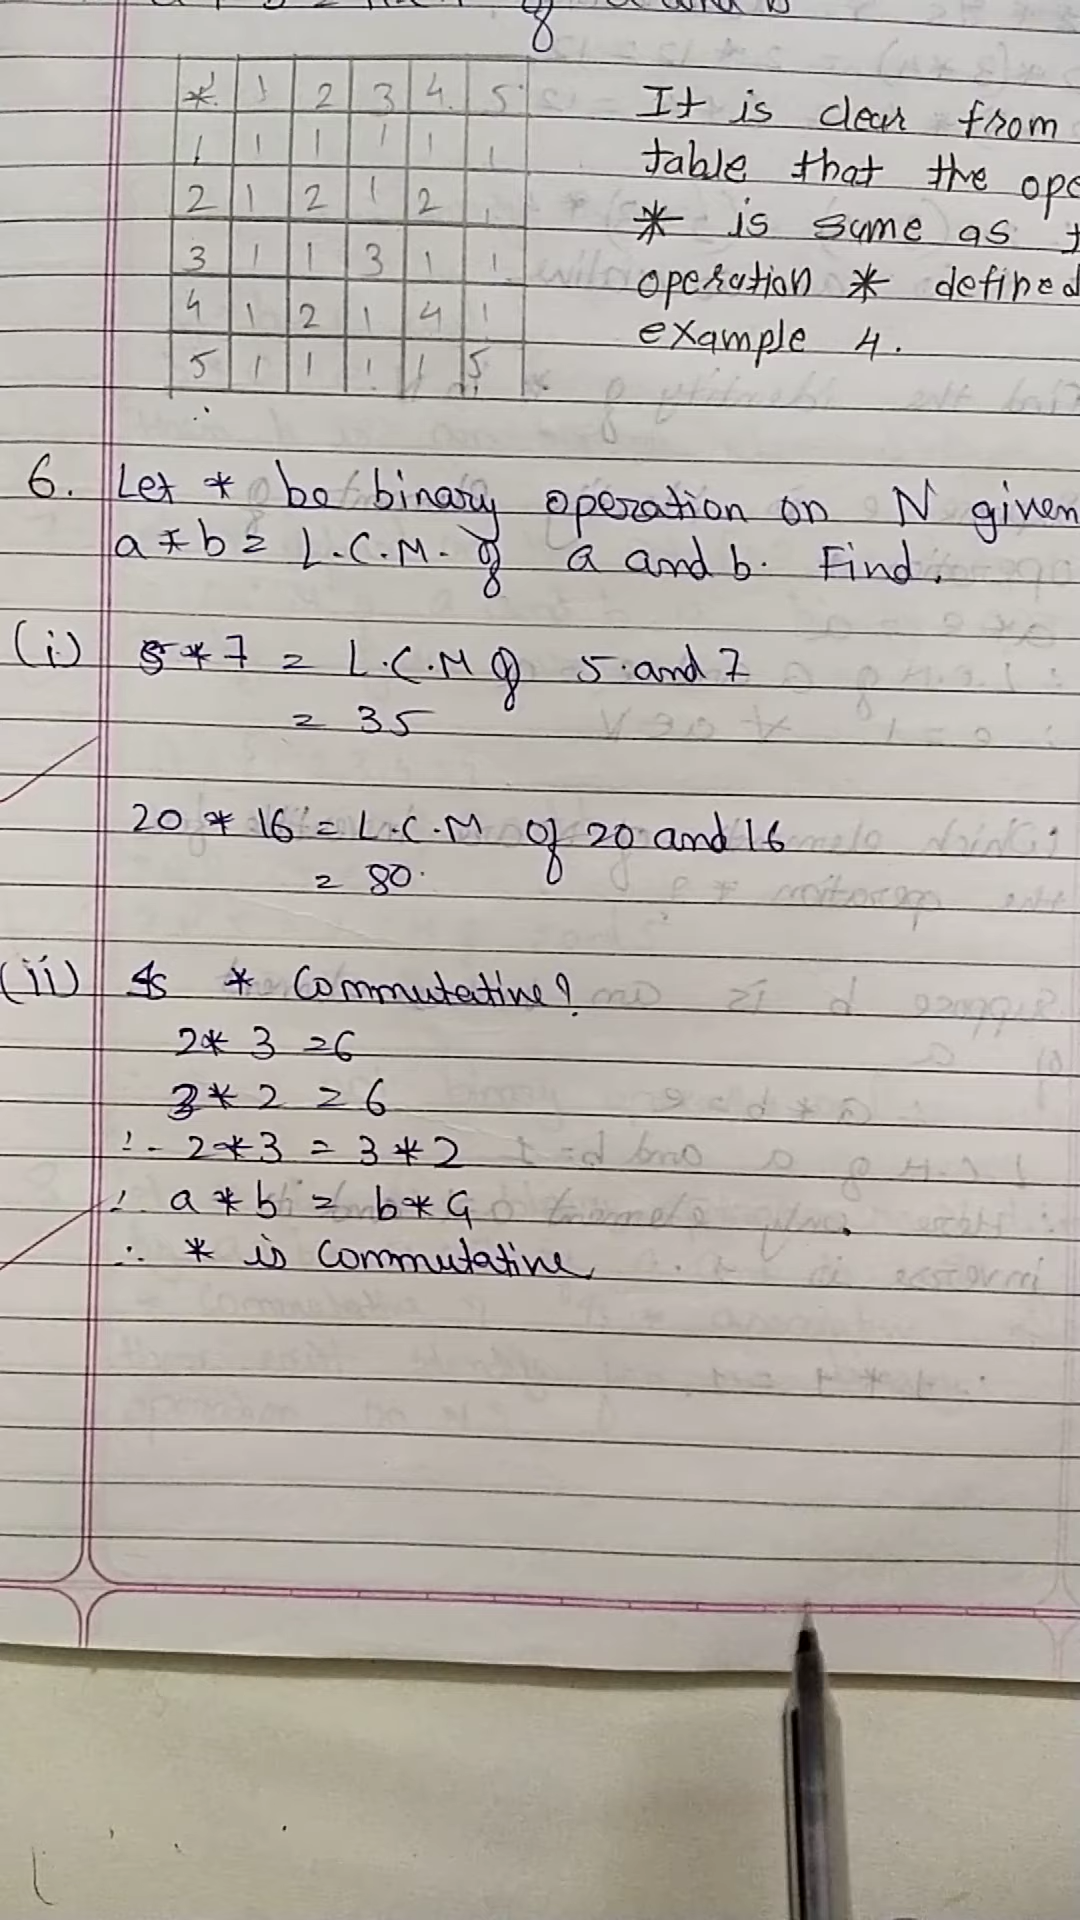 * 1 2 3 4 5
1 1 1 1 1 1
2 1 2 1 2 1
3 1 1 3 1 1
4 1 2 1 4 1
5 1 1 1 1 5
It is clear from
table that the ope
* is same as t
operation * defined
example 4.
6. Let * be binary operation on N given
a * b = L.C.M. of a and b. Find.
(i) 5 * 7 = L.C.M of 5 and 7
= 35
20 * 16 = L.C.M of 20 and 16
= 80.
(ii) Is * Commutative?
2 * 3 = 6
3 * 2 = 6
∴ 2 * 3 = 3 * 2
∴ a * b = b * a
∴ * is Commutative.